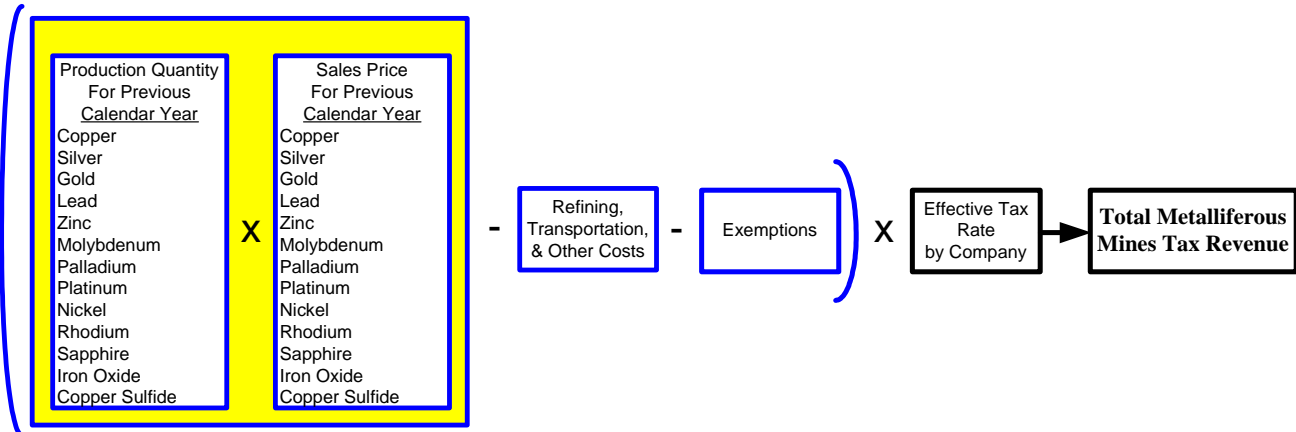 Production Quantity
For Previous
Calendar Year
Copper
Silver
Gold
Lead
Zinc
Molybdenum
Palladium
Platinum
Nickel
Rhodium
Sapphire
Iron Oxide
Copper Sulfide
x
Sales Price
For Previous
Calendar Year
Copper
Silver
Gold
Lead
Zinc
Molybdenum
Palladium
Platinum
Nickel
Rhodium
Sapphire
Iron Oxide
Copper Sulfide
-
Refining,
Transportation,
& Other Costs
-
Exemptions
)
x
Effective Tax
Rate
by Company
Total Metalliferous
Mines Tax Revenue